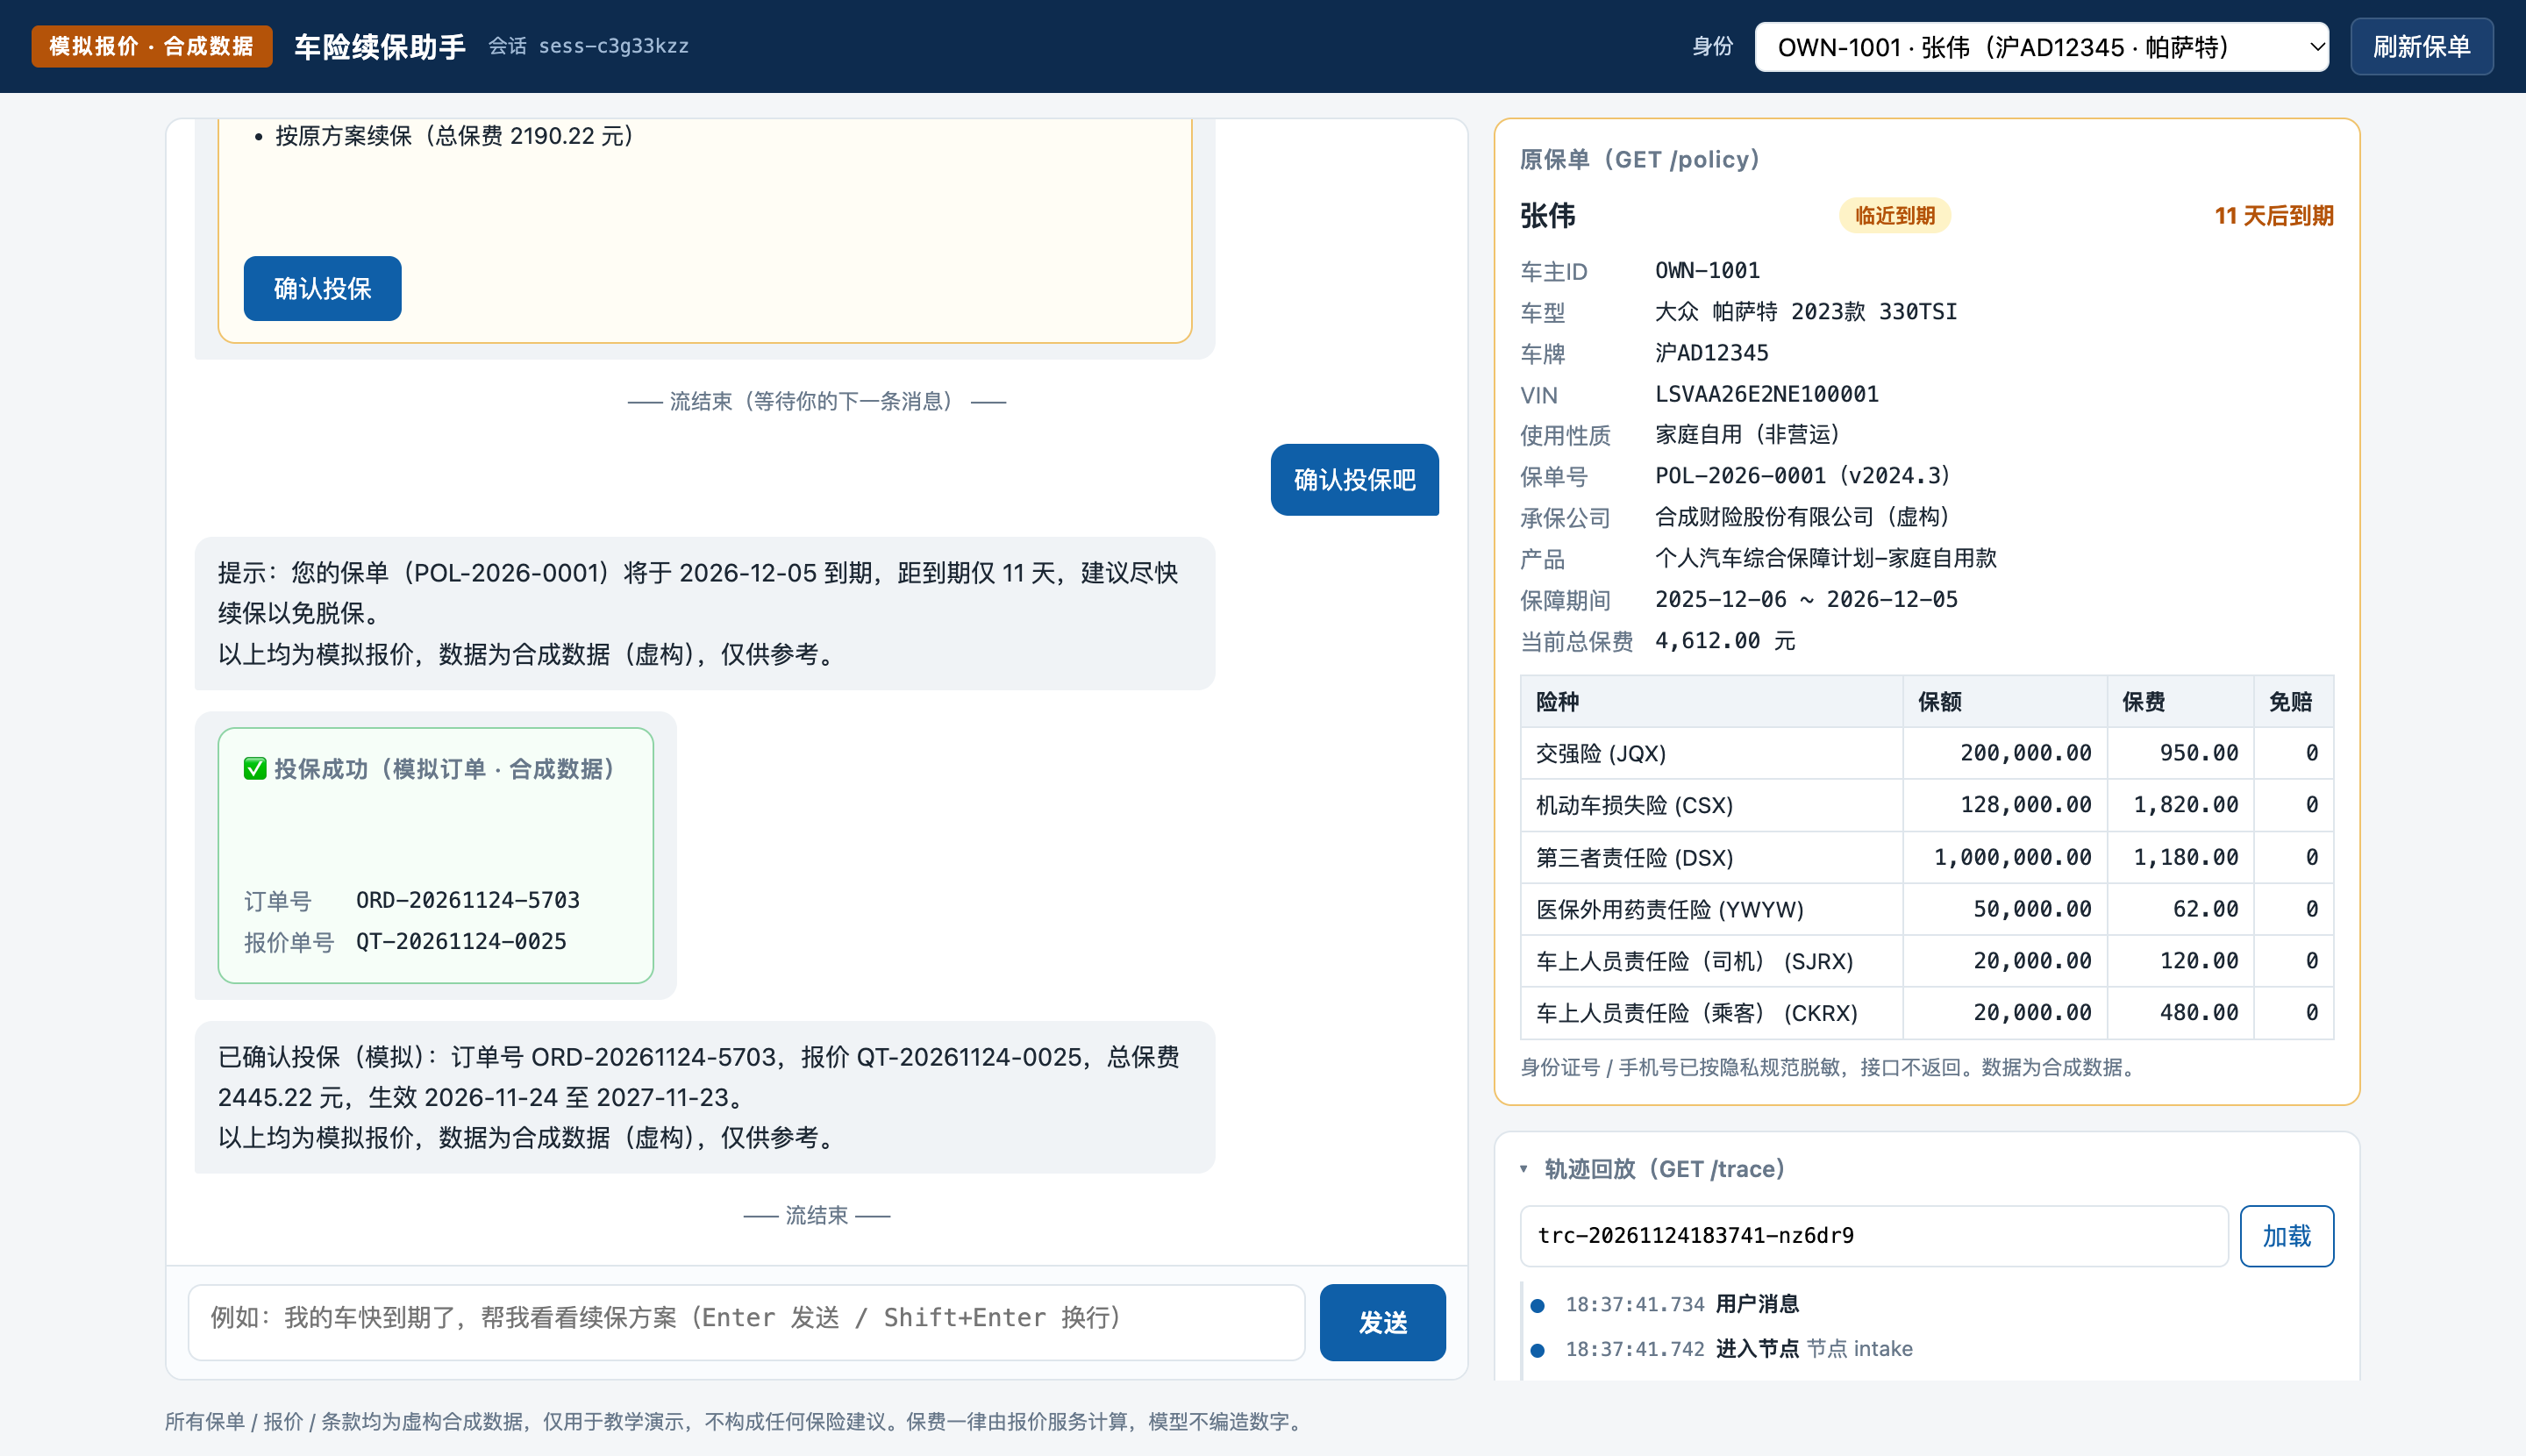 模拟报价 · 合成数据
车险续保助手
会话 sess-c3g33kzz
身份
OWN-1001 · 张伟（沪AD12345 · 帕萨特）
刷新保单
• 按原方案续保（总保费 2190.22 元）
确认投保
—— 流结束（等待你的下一条消息） ——
确认投保吧
提示：您的保单（POL-2026-0001）将于 2026-12-05 到期，距到期仅 11 天，建议尽快
续保以免脱保。
以上均为模拟报价，数据为合成数据（虚构），仅供参考。
✅ 投保成功（模拟订单 · 合成数据）
订单号 ORD-20261124-5703
报价单号 QT-20261124-0025
已确认投保（模拟）：订单号 ORD-20261124-5703，报价 QT-20261124-0025，总保费
2445.22 元，生效 2026-11-24 至 2027-11-23。
以上均为模拟报价，数据为合成数据（虚构），仅供参考。
—— 流结束 ——
例如：我的车快到期了，帮我看看续保方案（Enter 发送 / Shift+Enter 换行）
发送
原保单（GET /policy）
张伟 临近到期 11 天后到期
车主ID OWN-1001
车型 大众 帕萨特 2023款 330TSI
车牌 沪AD12345
VIN LSVAA26E2NE100001
使用性质 家庭自用（非营运）
保单号 POL-2026-0001（v2024.3）
承保公司 合成财险股份有限公司（虚构）
产品 个人汽车综合保障计划-家庭自用款
保障期间 2025-12-06 ~ 2026-12-05
当前总保费 4,612.00 元
险种 保额 保费 免赔
交强险 (JQX) 200,000.00 950.00 0
机动车损失险 (CSX) 128,000.00 1,820.00 0
第三者责任险 (DSX) 1,000,000.00 1,180.00 0
医保外用药责任险 (YWYW) 50,000.00 62.00 0
车上人员责任险（司机） (SJRX) 20,000.00 120.00 0
车上人员责任险（乘客） (CKRX) 20,000.00 480.00 0
身份证号 / 手机号已按隐私规范脱敏，接口不返回。数据为合成数据。
▾ 轨迹回放（GET /trace）
trc-20261124183741-nz6dr9
加载
18:37:41.734 用户消息
18:37:41.742 进入节点 节点 intake
所有保单 / 报价 / 条款均为虚构合成数据，仅用于教学演示，不构成任何保险建议。保费一律由报价服务计算，模型不编造数字。